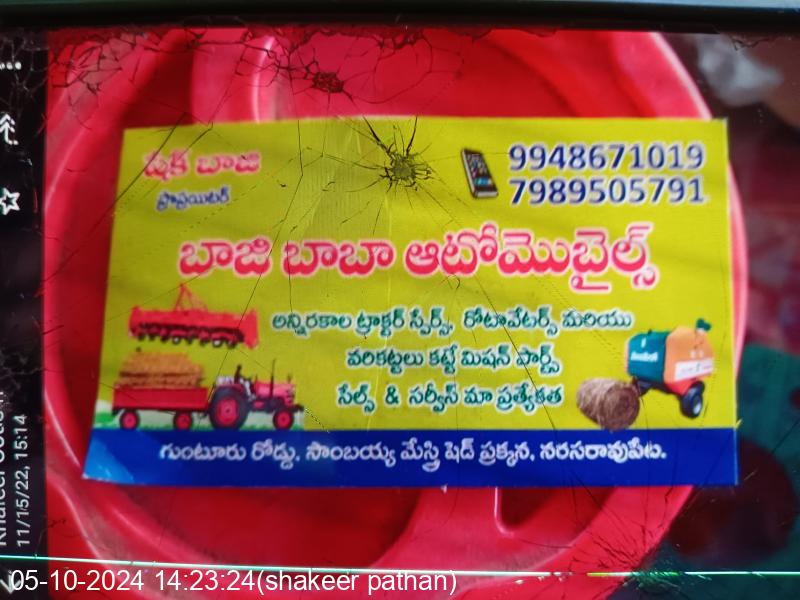 షేక్ బాజి
ప్రొప్రయిటర్
9948671019
7989505791
బాజి బాబా ఆటోమొబైల్స్
అన్నిరకాల ట్రాక్టర్ స్పేర్స్, రోటావేటర్స్ మరియు
వరికట్టలు కట్టే మిషన్ పార్ట్స్
సేల్స్ & సర్వీస్ మా ప్రత్యేకత
గుంటూరు రోడ్డు, సాంబయ్య మేస్త్రి షెడ్ ప్రక్కన, నరసరావుపేట.
11/15/22, 15:14
05-10-2024 14:23:24(shakeer pathan)